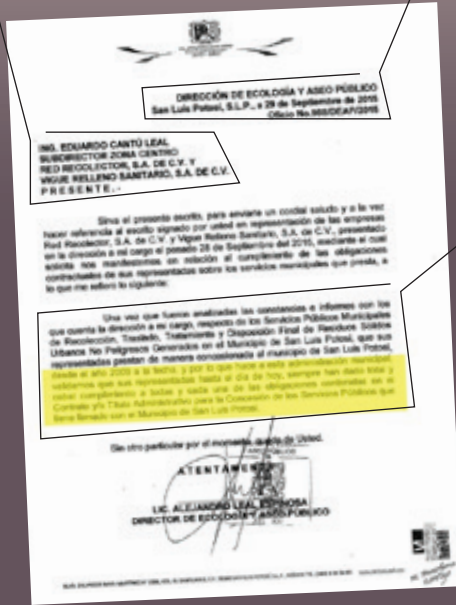 DIRECCIÓN DE ECOLOGÍA Y ASEO PÚBLICO
San Luis Potosí, S.L.P., a 29 de Septiembre de 2015
Oficio
ING. EDUARDO CANTÚ LEAL
SUBDIRECTOR ZONA CENTRO
RED RECOLECTOR, S.A. DE C.V. Y
VIGUE RELLENO SANITARIO, S.A. DE C.V.
P R E S E N T E . -
Sirva el presente escrito, para enviarle un cordial saludo y a la vez
hacer referencia al escrito signado por usted en representación de las empresas
Red Recolector, S.A. de C.V. y Vigue Relleno Sanitario, S.A. DE C.V., presentado
en la dirección a mi cargo el pasado 28 de Septiembre del 2015, mediante el cual
solicita nos manifestemos en relación al cumplimiento de las obligaciones
contractuales de sus representadas sobre los servicios municipales que presta, a
lo que me refiero lo siguiente:
Una vez que fueron analizadas las constancias e informes con los
que cuenta la dirección a mi cargo, respecto de los Servicios Públicos Municipales
de Recolección, Traslado, Tratamiento y Disposición Final de Residuos Sólidos
Urbanos No Peligrosos Generados en el Municipio de San Luis Potosí, que sus
representadas prestan de manera concesionada al municipio de San Luis Potosí,
desde el año 2009 a la fecha, y por lo que hace a esta administración municipal,
validamos que sus representadas hasta el día de hoy, siempre han dado total y
cabal cumplimiento a todas y cada una de las obligaciones contenidas en el
Contrato y/o Título Administrativo para la Concesión de los Servicios Públicos que
tiene firmado con el Municipio de San Luis Potosí.
Sin otro particular por el momento, quedo de Usted.
A T E N T A M E N T E
LIC. ALEJANDRO LEAL ESPINOSA
DIRECTOR DE ECOLOGÍA Y ASEO PÚBLICO